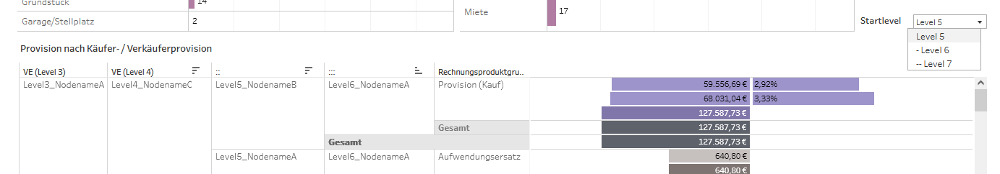 Grundstück
14
Garage/Stellplatz
2
Miete
17
Startlevel
Level 5
Level 5
- Level 6
-- Level 7
Provision nach Käufer- / Verkäuferprovision
VE (Level 3)
VE (Level 4)
::
:::
Rechnungsproduktgru..
Level3_NodenameA
Level4_NodenameC
Level5_NodenameB
Level6_NodenameA
Provision (Kauf)
59.556,69 €
2,92%
68.031,04 €
3,33%
127.587,73 €
Gesamt
127.587,73 €
Gesamt
127.587,73 €
Level5_NodenameA
Level6_NodenameA
Aufwendungsersatz
640,80 €
640,80 €